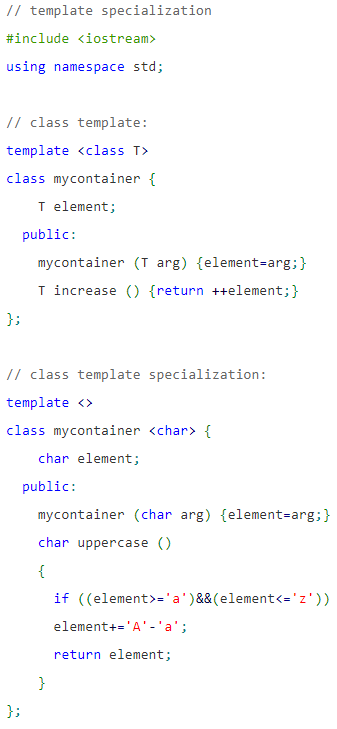 // template specialization
#include <iostream>
using namespace std;

// class template:
template <class T>
class mycontainer {
    T element;
  public:
    mycontainer (T arg) {element=arg;}
    T increase () {return ++element;}
};

// class template specialization:
template <>
class mycontainer <char> {
    char element;
  public:
    mycontainer (char arg) {element=arg;}
    char uppercase ()
    {
      if ((element>='a')&&(element<='z'))
      element+='A'-'a';
      return element;
    }
};